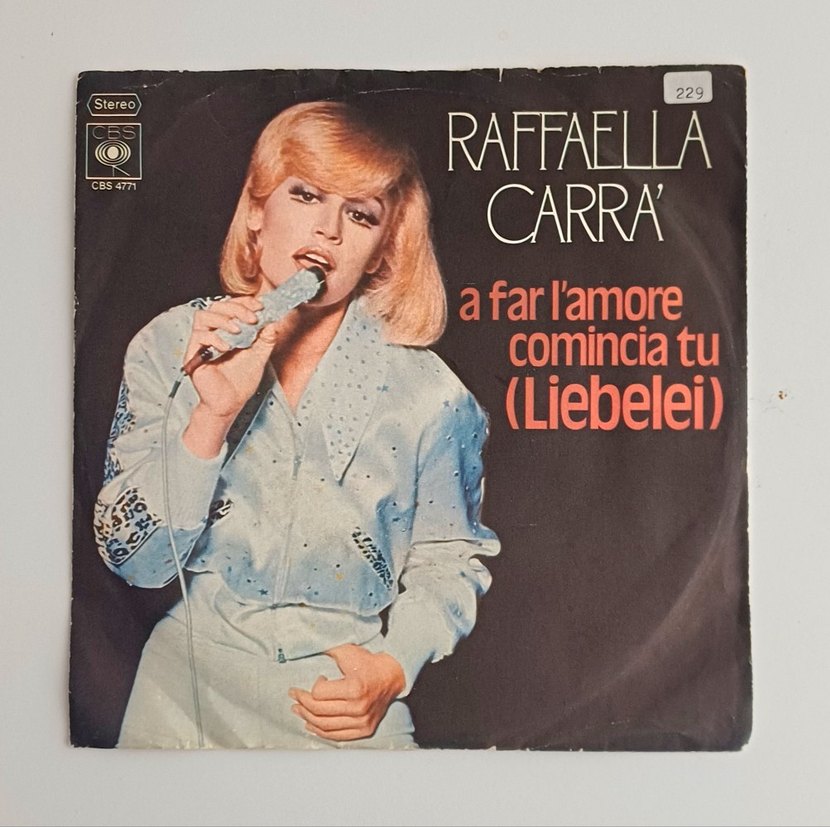 Stereo
CBS
CBS 4771
229
RAFFAELLA
CARRA'
a far l'amore
comincia tu
(Liebelei)